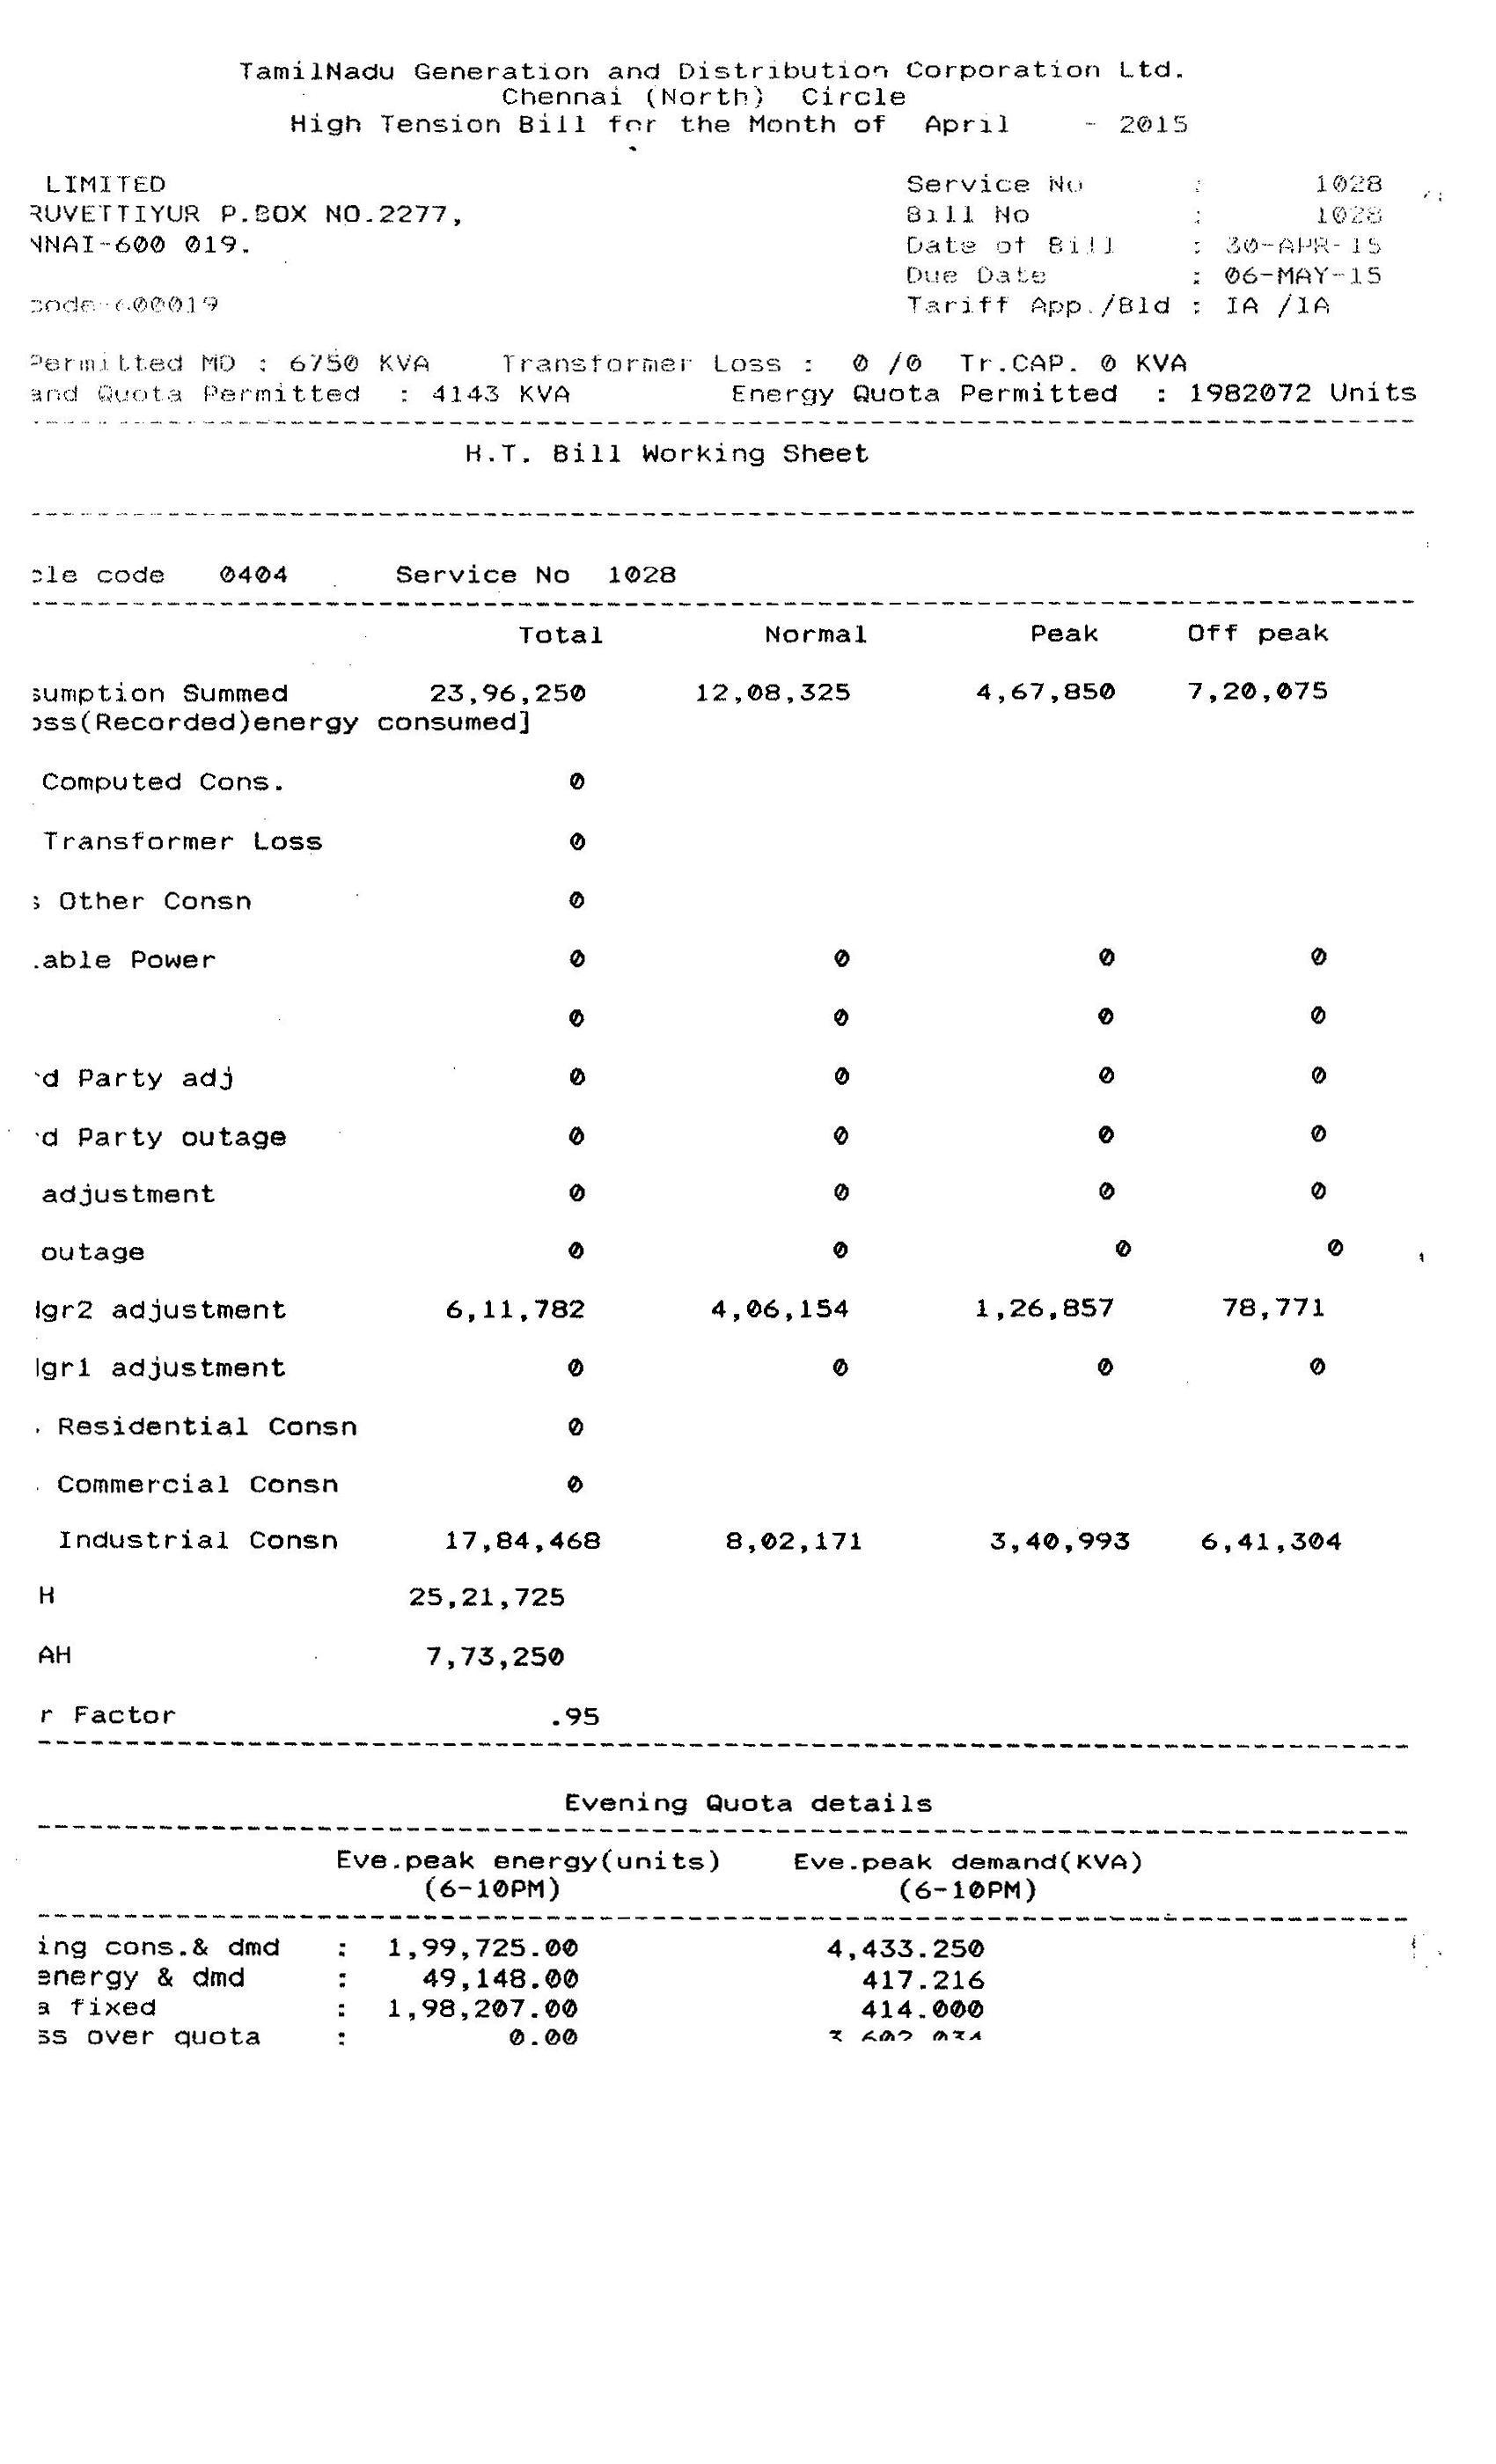 TamilNadu Generation and Distribution Corporation Ltd.
Chennai (North) Circle
High Tension Bill for the Month of April - 2015
LIMITED Service No : 1028
RUVETTIYUR P.BOX NO.2277, Bill No : 1028
NNAI-600 019. Date of Bill : 30-APR-15
Due Date : 06-MAY-15
code-600019 Tariff App./Bld : IA /1A
Permitted MD : 6750 KVA Transformer Loss : 0 /0 Tr.CAP. 0 KVA
and Quota Permitted : 4143 KVA Energy Quota Permitted : 1982072 Units
H.T. Bill Working Sheet
cle code 0404 Service No 1028
Total Normal Peak Off peak
sumption Summed 23,96,250 12,08,325 4,67,850 7,20,075
oss(Recorded)energy consumed]
Computed Cons. 0
Transformer Loss 0
s Other Consn 0
able Power 0 0 0 0
0 0 0 0
d Party adj 0 0 0 0
d Party outage 0 0 0 0
adjustment 0 0 0 0
outage 0 0 0 0
dgr2 adjustment 6,11,782 4,06,154 1,26,857 78,771
dgr1 adjustment 0 0 0 0
. Residential Consn 0
. Commercial Consn 0
Industrial Consn 17,84,468 8,02,171 3,40,993 6,41,304
H 25,21,725
AH 7,73,250
r Factor .95
Evening Quota details
Eve.peak energy(units) Eve.peak demand(KVA)
(6-10PM) (6-10PM)
ing cons.& dmd : 1,99,725.00 4,433.250
energy & dmd : 49,148.00 417.216
a fixed : 1,98,207.00 414.000
ss over quota : 0.00